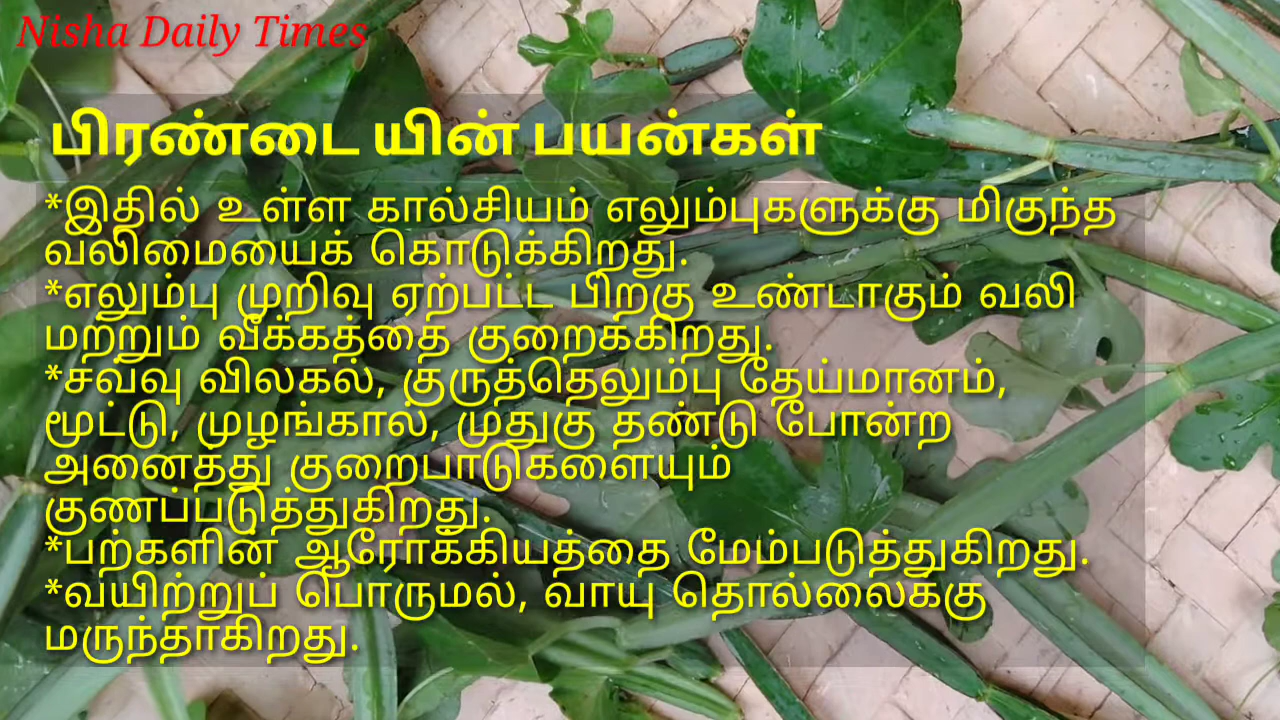 Nisha Daily Times
பிரண்டை யின் பயன்கள்
*இதில் உள்ள கால்சியம் எலும்புகளுக்கு மிகுந்த
வலிமையைக் கொடுக்கிறது.
*எலும்பு முறிவு ஏற்பட்ட பிறகு உண்டாகும் வலி
மற்றும் வீக்கத்தை குறைக்கிறது.
*சவ்வு விலகல், குருத்தெலும்பு தேய்மானம்,
மூட்டு, முழங்கால், முதுகு தண்டு போன்ற
அனைத்து குறைபாடுகளையும்
குணப்படுத்துகிறது.
*பற்களின் ஆரோக்கியத்தை மேம்படுத்துகிறது.
*வயிற்றுப் பொருமல், வாயு தொல்லைக்கு
மருந்தாகிறது.